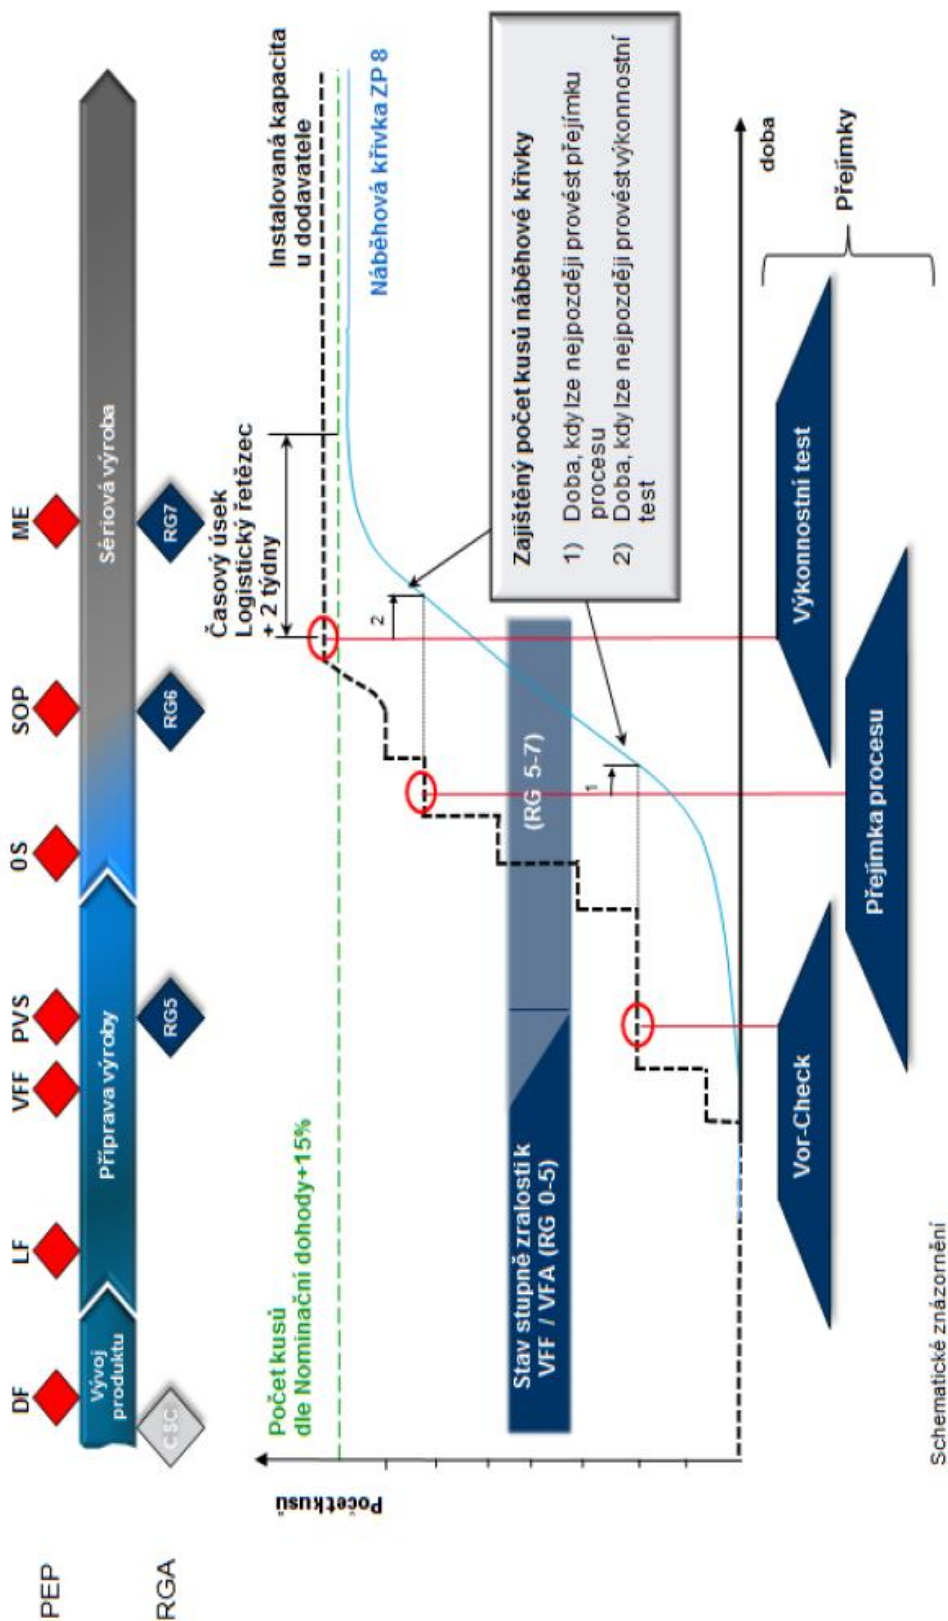 PEP
DF
LF
VFF
PVS
0S
SOP
ME
Vývoj
produktu
Příprava výroby
Sériová výroba
RGA
CSC
RG5
RG6
RG7
Počet kusů
Počet kusů
dle Nominační dohody+15%
Časový úsek
Logistický řetězec
+ 2 týdny
Instalovaná kapacita
u dodavatele
Náběhová křivka ZP8
2
1
Stav stupně zralosti k
VFF / VFA (RG 0-5)
(RG 5-7)
Zajištěný počet kusů náběhové křivky
1) Doba, kdy lze nejpozději provést přejímku
procesu
2) Doba, kdy lze nejpozději provést výkonnostní
test
doba
Vor-Check
Přejímka procesu
Výkonnostní test
Přejímky
Schematické znázornění